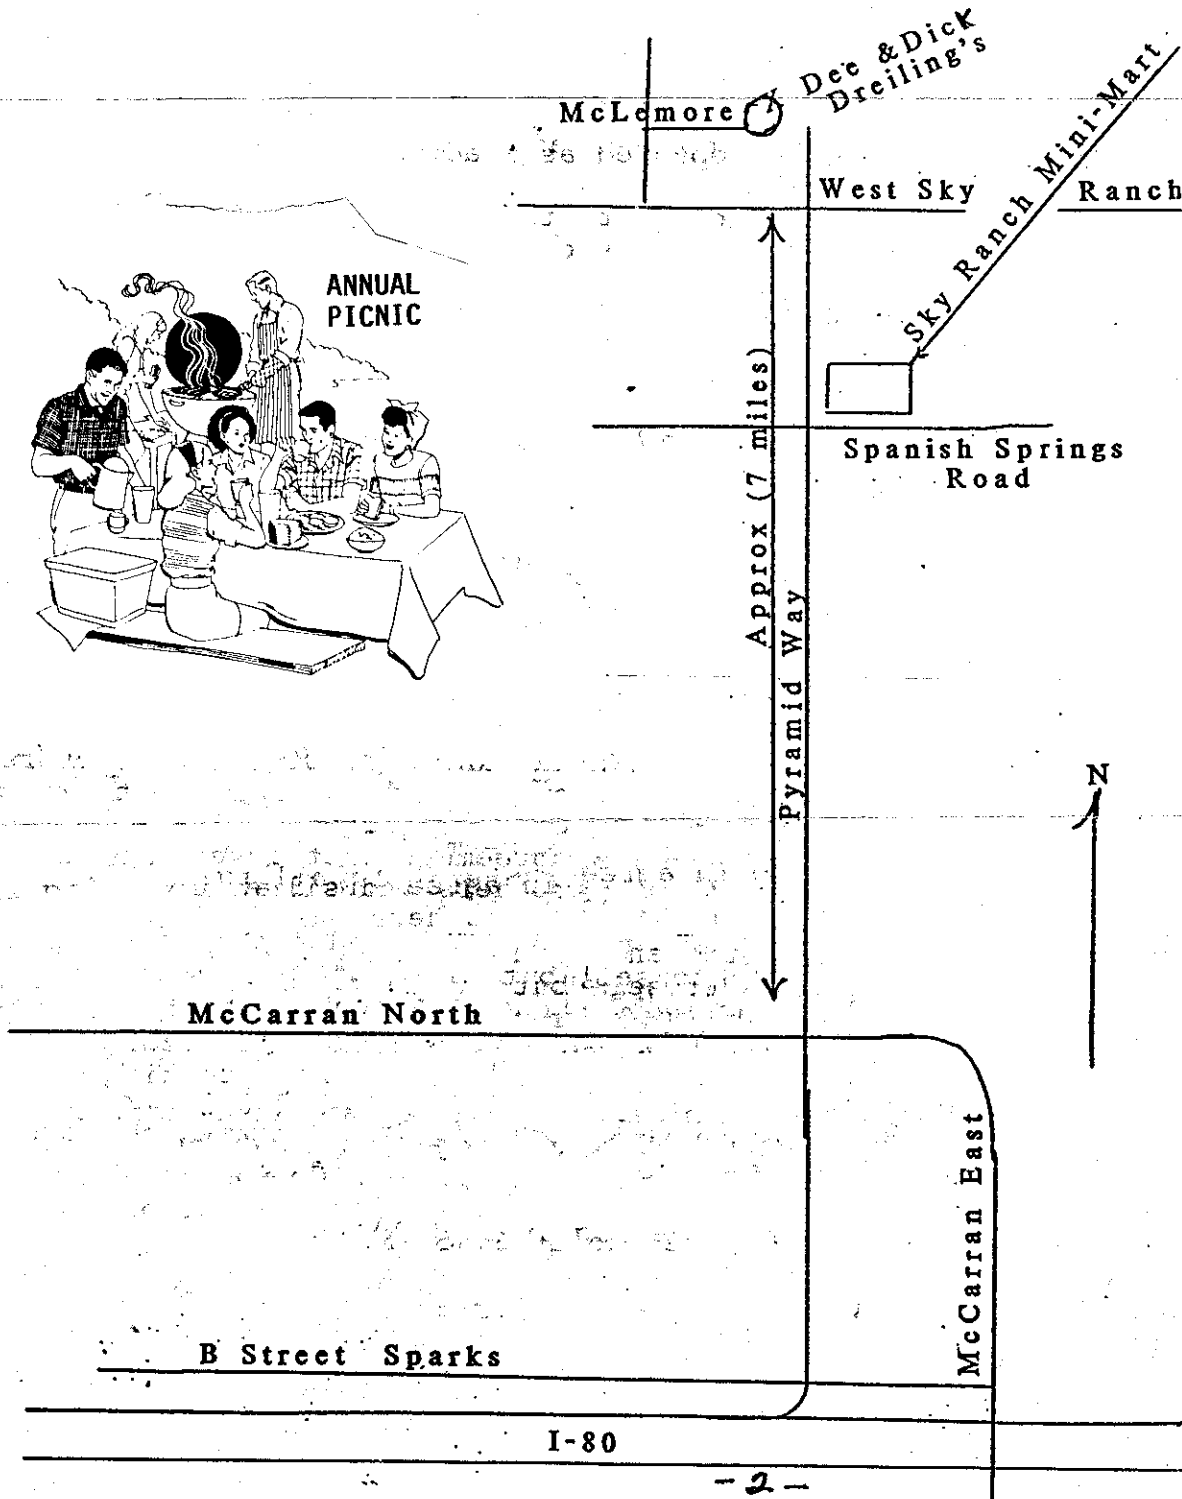 Dee & Dick
Dreiling's
McLemore
West Sky Ranch
Sky Ranch Mini-Mart
ANNUAL
PICNIC
Spanish Springs
Road
Approx (7 miles)
Pyramid Way
N
McCarran North
McCarran East
B Street Sparks
I-80
-2-